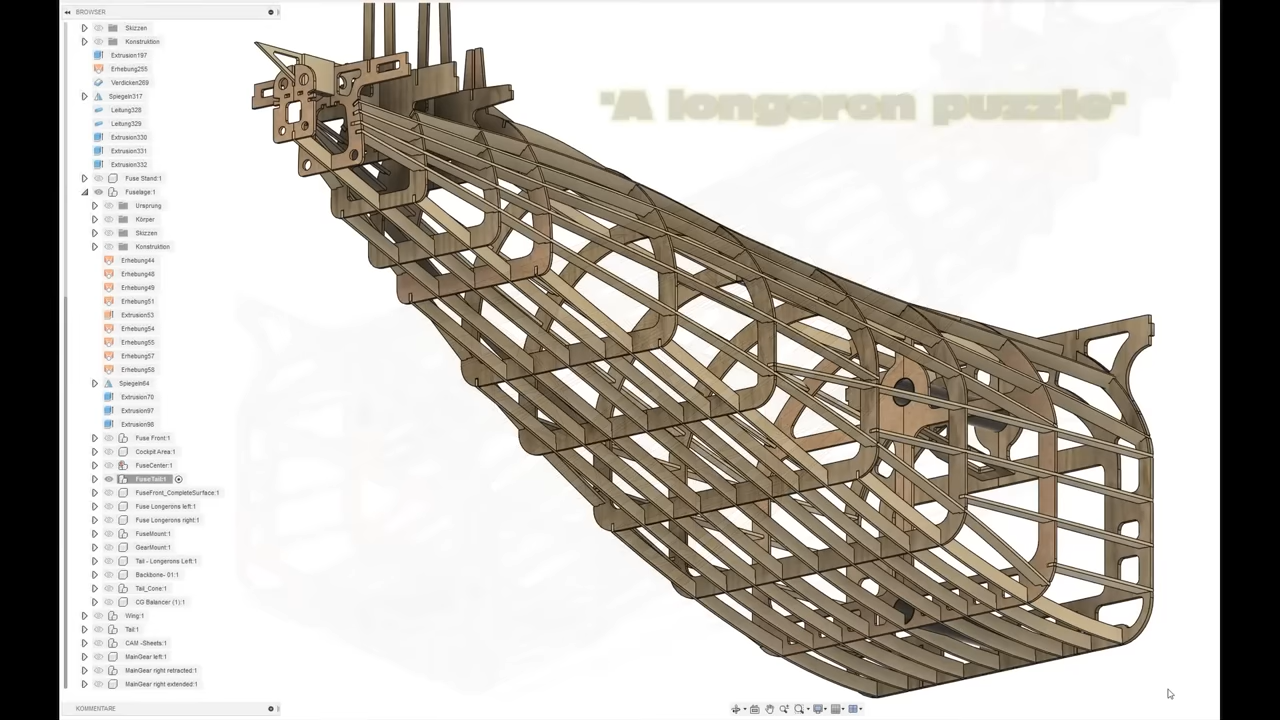 BROWSER
Skizzen
Konstruktion
Extrusion197
Erhebung255
Verdicken269
Spiegeln317
Leitung328
Leitung329
Extrusion330
Extrusion331
Extrusion332
Fuse Stand:1
Fuselage:1
Ursprung
Körper
Skizzen
Konstruktion
Erhebung44
Erhebung48
Erhebung49
Erhebung51
Extrusion53
Erhebung54
Erhebung55
Erhebung57
Erhebung58
Spiegeln64
Extrusion70
Extrusion97
Extrusion98
Fuse Front:1
Cockpit Area:1
FuseCenter:1
FuseTail:1
FuseFront_CompleteSurface:1
Fuse Longerons left:1
Fuse Longerons right:1
FuseMount:1
GearMount:1
Tail - Longerons Left:1
Backbone- 01:1
Tail_Cone:1
CG Balancer (1):1
Wing:1
Tail:1
CAM -Sheets:1
MainGear left:1
MainGear right retracted:1
MainGear right extended:1
KOMMENTARE
"A longeron puzzle"